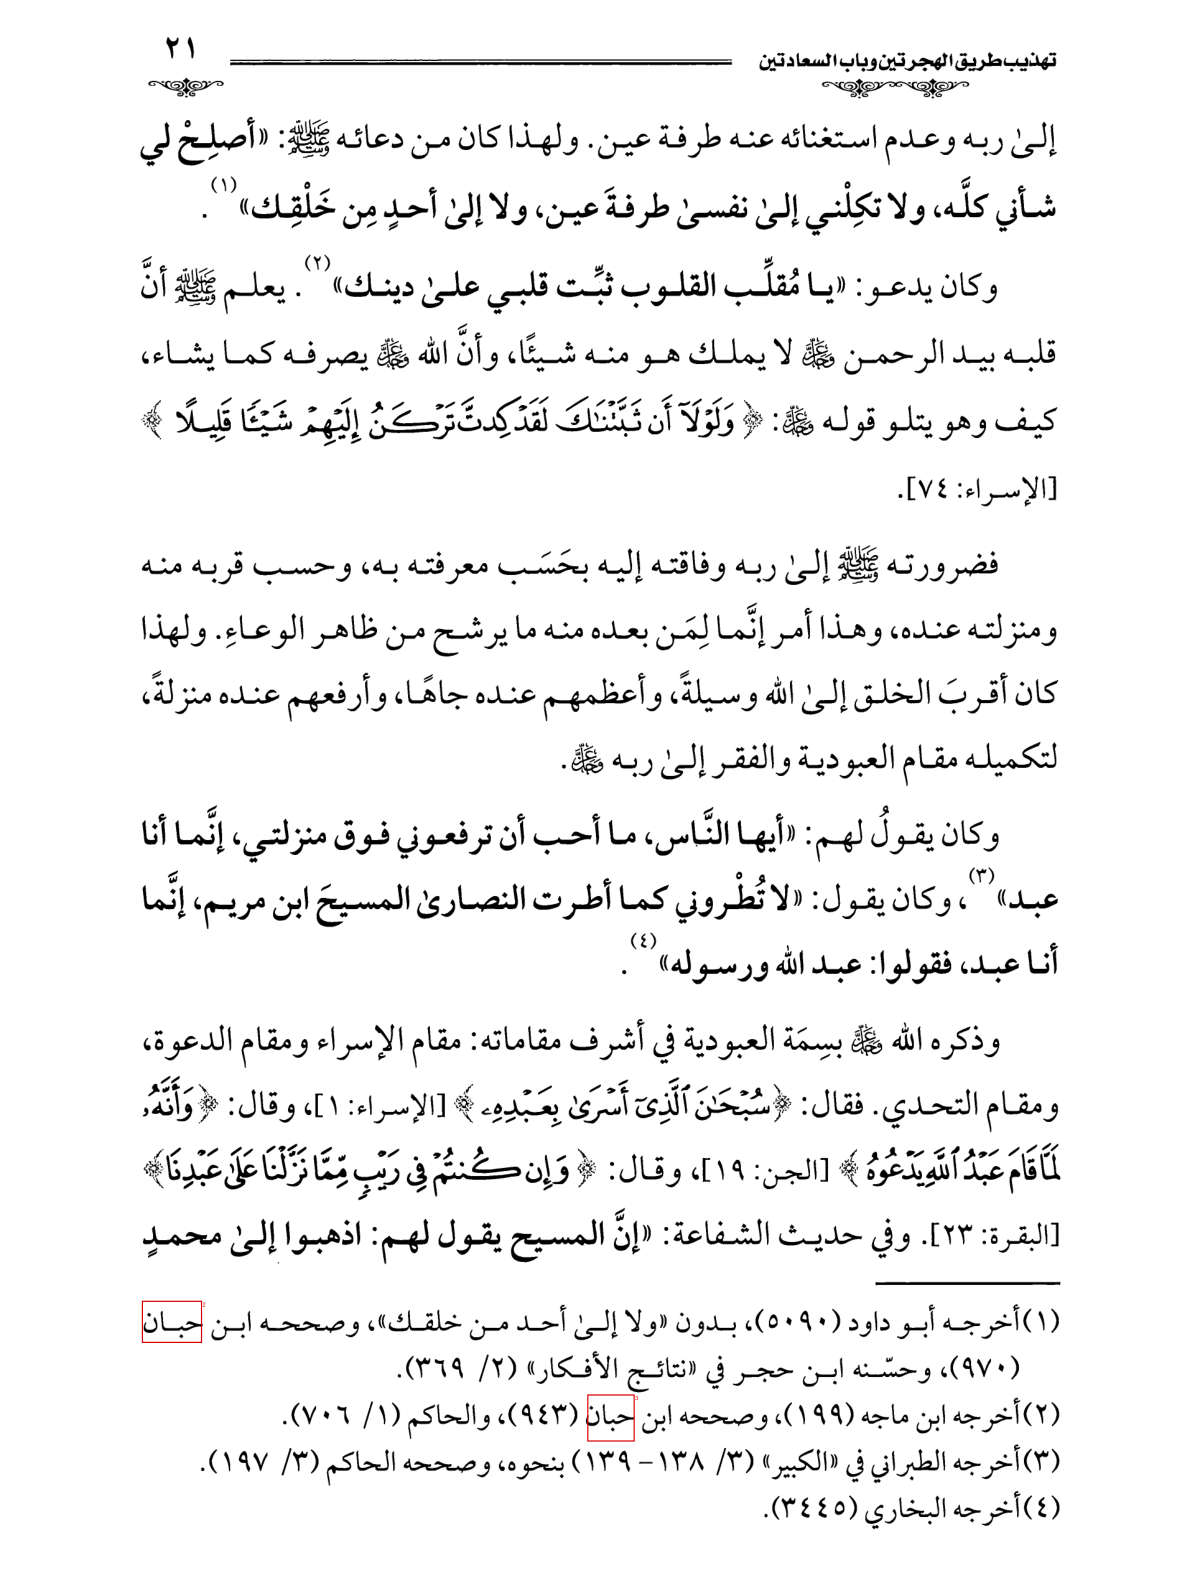 تهذيب طريق الهجرتين وباب السعادتين
٢١
إلىٰ ربه وعدم استغنائه عنه طرفة عين. ولهذا كان من دعائه ﷺ: «أصلِحْ لي
شأني كلَّه، ولا تكِلْني إلىٰ نفسىٰ طرفةَ عين، ولا إلىٰ أحدٍ مِن خَلْقِك»(١).
وكان يدعو: «يا مُقلِّب القلوب ثبِّت قلبي علىٰ دينك»(٢). يعلم ﷺ أنَّ
قلبه بيد الرحمن ﷻ لا يملك هو منه شيئًا، وأنَّ الله ﷻ يصرفه كما يشاء،
كيف وهو يتلو قوله ﷻ: ﴿ وَلَوْلَآ أَن ثَبَّتْنَٰكَ لَقَدْ كِدتَّ تَرْكَنُ إِلَيْهِمْ شَيْـًٔا قَلِيلًا ﴾
[الإسراء: ٧٤].
فضرورته ﷺ إلىٰ ربه وفاقته إليه بحَسَب معرفته به، وحسب قربه منه
ومنزلته عنده، وهذا أمر إنَّما لِمَن بعده منه ما يرشح من ظاهر الوعاءِ. ولهذا
كان أقربَ الخلق إلىٰ الله وسيلةً، وأعظمهم عنده جاهًا، وأرفعهم عنده منزلةً،
لتكميله مقام العبودية والفقر إلىٰ ربه ﷻ.
وكان يقولُ لهم: «أيها النَّاس، ما أحب أن ترفعوني فوق منزلتي، إنَّما أنا
عبد»(٣)، وكان يقول: «لا تُطْروني كما أطرت النصارىٰ المسيحَ ابن مريم، إنَّما
أنا عبد، فقولوا: عبد الله ورسوله»(٤).
وذكره الله ﷻ بسِمَة العبودية في أشرف مقاماته: مقام الإسراء ومقام الدعوة،
ومقام التحدي. فقال: ﴿سُبْحَٰنَ ٱلَّذِىٓ أَسْرَىٰ بِعَبْدِهِۦ﴾ [الإسراء: ١]، وقال: ﴿وَأَنَّهُۥ
لَمَّا قَامَ عَبْدُ ٱللَّهِ يَدْعُوهُ ﴾ [الجن: ١٩]، وقال: ﴿ وَإِن كُنتُمْ فِى رَيْبٍ مِّمَّا نَزَّلْنَا عَلَىٰ عَبْدِنَا﴾
[البقرة: ٢٣]. وفي حديث الشفاعة: «إنَّ المسيح يقول لهم: اذهبوا إلىٰ محمدٍ
(١) أخرجه أبو داود (٥٠٩٠)، بدون «ولا إلىٰ أحد من خلقك»، وصححه ابن حبان
(٩٧٠)، وحسّنه ابن حجر في «نتائج الأفكار» (٢/ ٣٦٩).
(٢) أخرجه ابن ماجه (١٩٩)، وصححه ابن حبان (٩٤٣)، والحاكم (١/ ٧٠٦).
(٣) أخرجه الطبراني في «الكبير» (٣/ ١٣٨ - ١٣٩) بنحوه، وصححه الحاكم (٣/ ١٩٧).
(٤) أخرجه البخاري (٣٤٤٥).